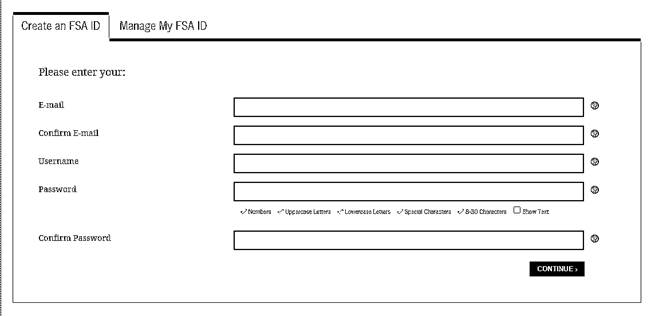 Create an FSA ID Manage My FSA ID
Please enter your:
E-mail
Confirm E-mail
Username
Password
Numbers Uppercase Letters Lowercase Letters Special Characters 8-30 Characters Show Text
Confirm Password
CONTINUE ›